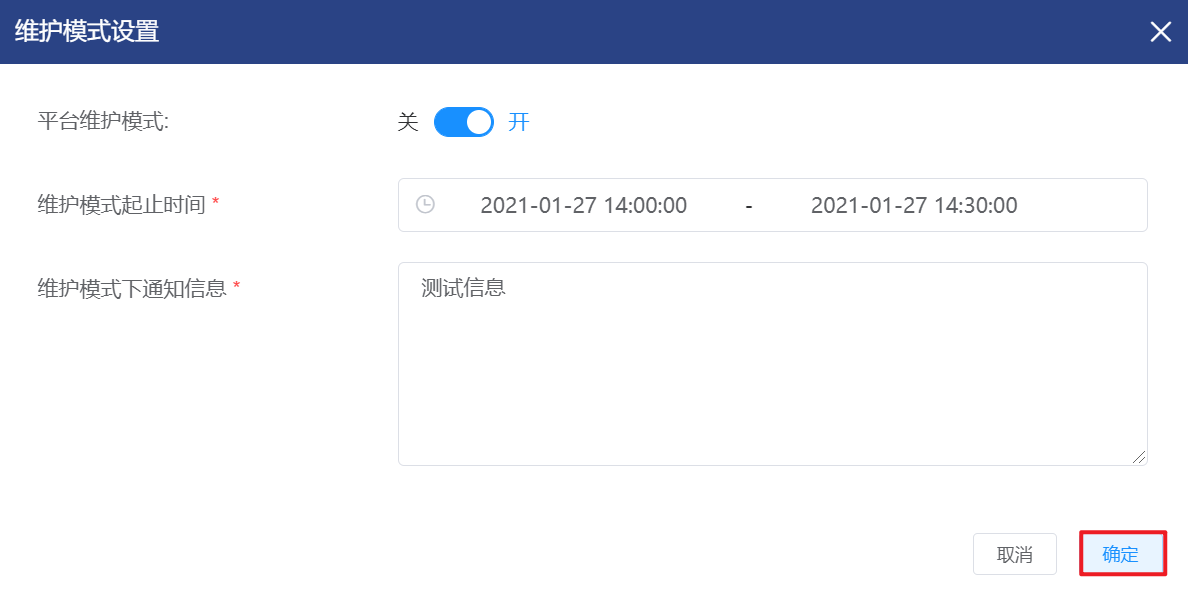 维护模式设置
平台维护模式: 关 开
维护模式起止时间 * 2021-01-27 14:00:00 - 2021-01-27 14:30:00
维护模式下通知信息 * 测试信息
取消 确定